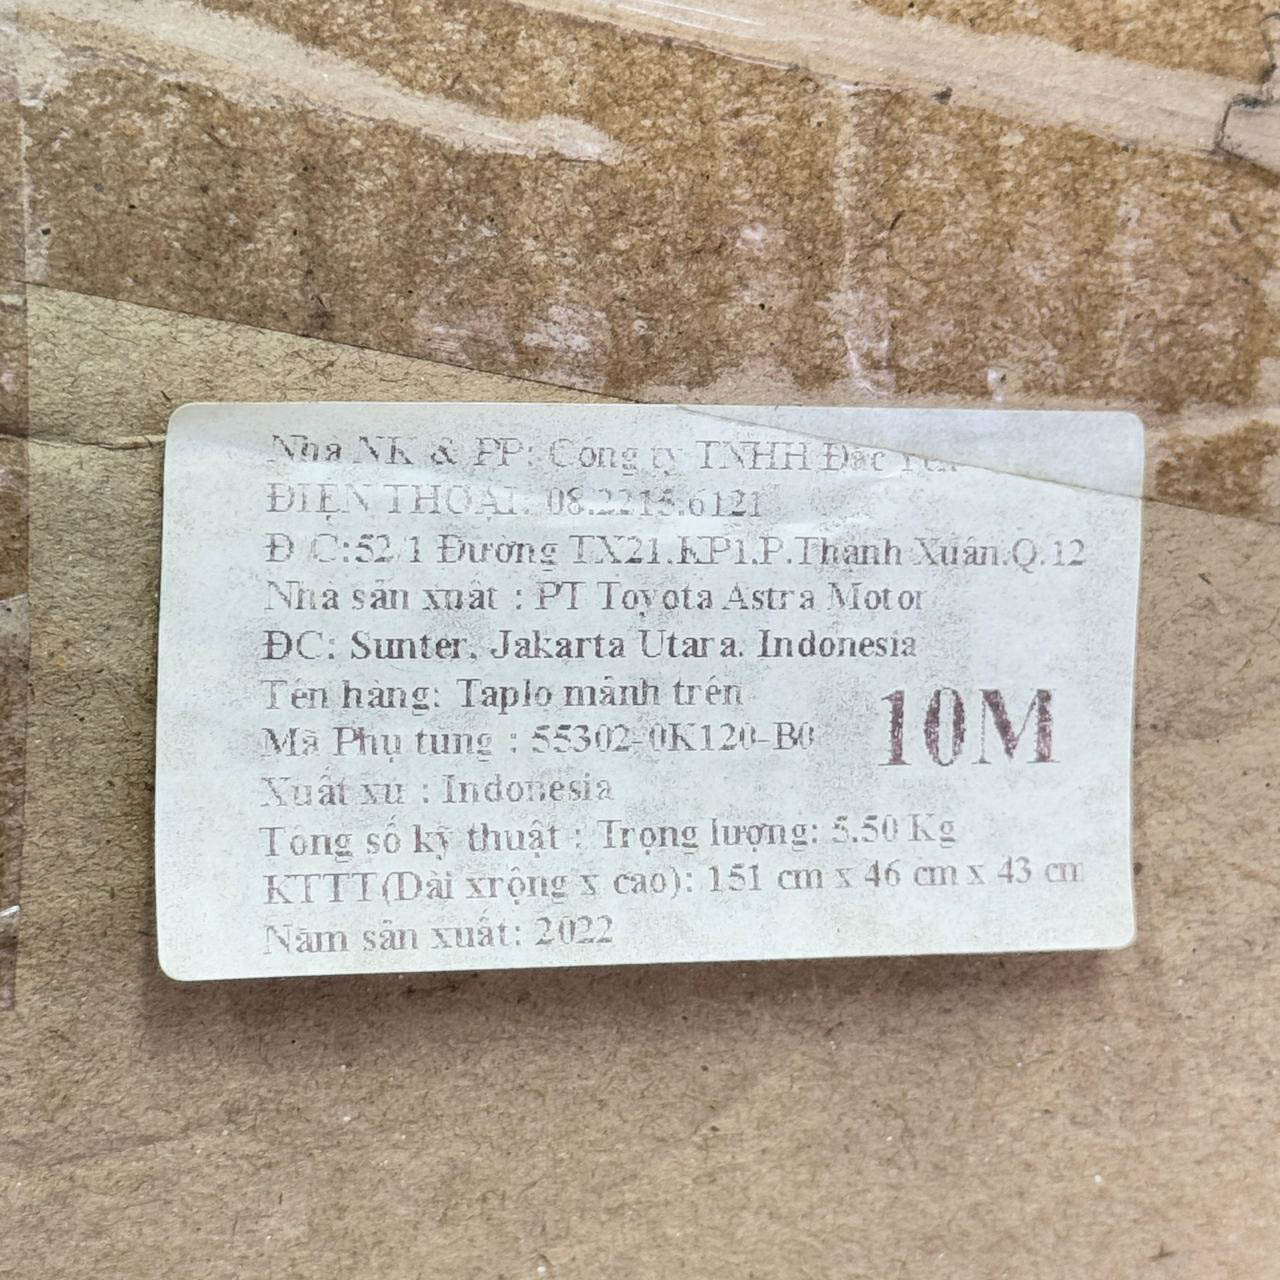 Nhà NK & PP: Công ty TNHH Đặc
ĐIỆN THOẠI: 08.2215.6121
Đ/C:52/1 Đường TX21.KP1.P.Thạnh Xuân.Q.12
Nhà sản xuất : PT Toyota Astra Motor
ĐC: Sunter, Jakarta Utara. Indonesia
Tên hàng: Taplo mảnh trên
Mã Phụ tùng : 55302-0K120-B0
10M
Xuất xứ : Indonesia
Tông số kỹ thuật : Trọng lượng: 5.50 Kg
KTTT(Dài xrộng x cao): 151 cm x 46 cm x 43 cm
Năm sản xuất: 2022